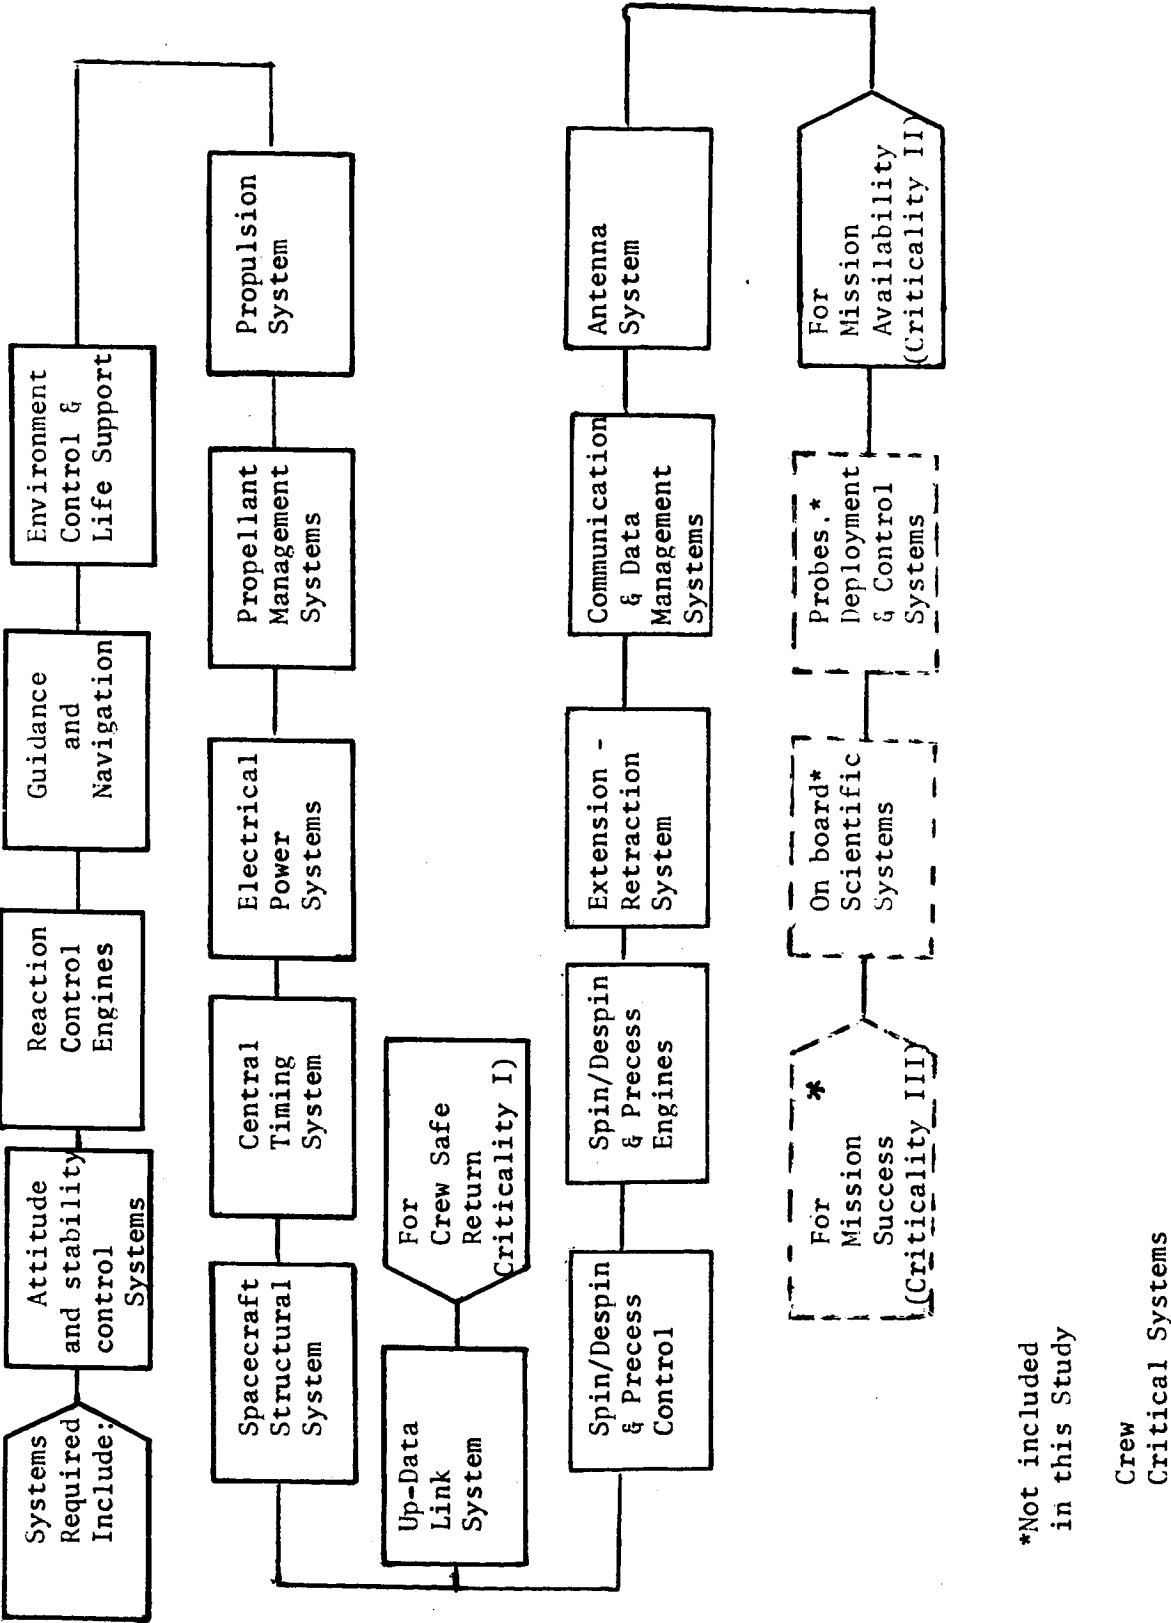 Systems
Required
Include:
Attitude
and stability
control
Systems
Reaction
Control
Engines
Guidance
and
Navigation
Environment
Control &
Life Support
Propulsion
System
Propellant
Management
Systems
Electrical
Power
Systems
Central
Timing
System
Spacecraft
Structural
System
Up-Data
Link
System
For
Crew Safe
Return
Criticality I)
Spin/Despin
& Precess
Control
Spin/Despin
& Precess
Engines
Extension -
Retraction
System
Communication
& Data
Management
Systems
Antenna
System
For
Mission
Availability
(Criticality II)
Probes.*
Deployment
& Control
Systems
On board*
Scientific
Systems
*
For
Mission
Success
(Criticality III)
*Not included
in this Study
Crew
Critical Systems